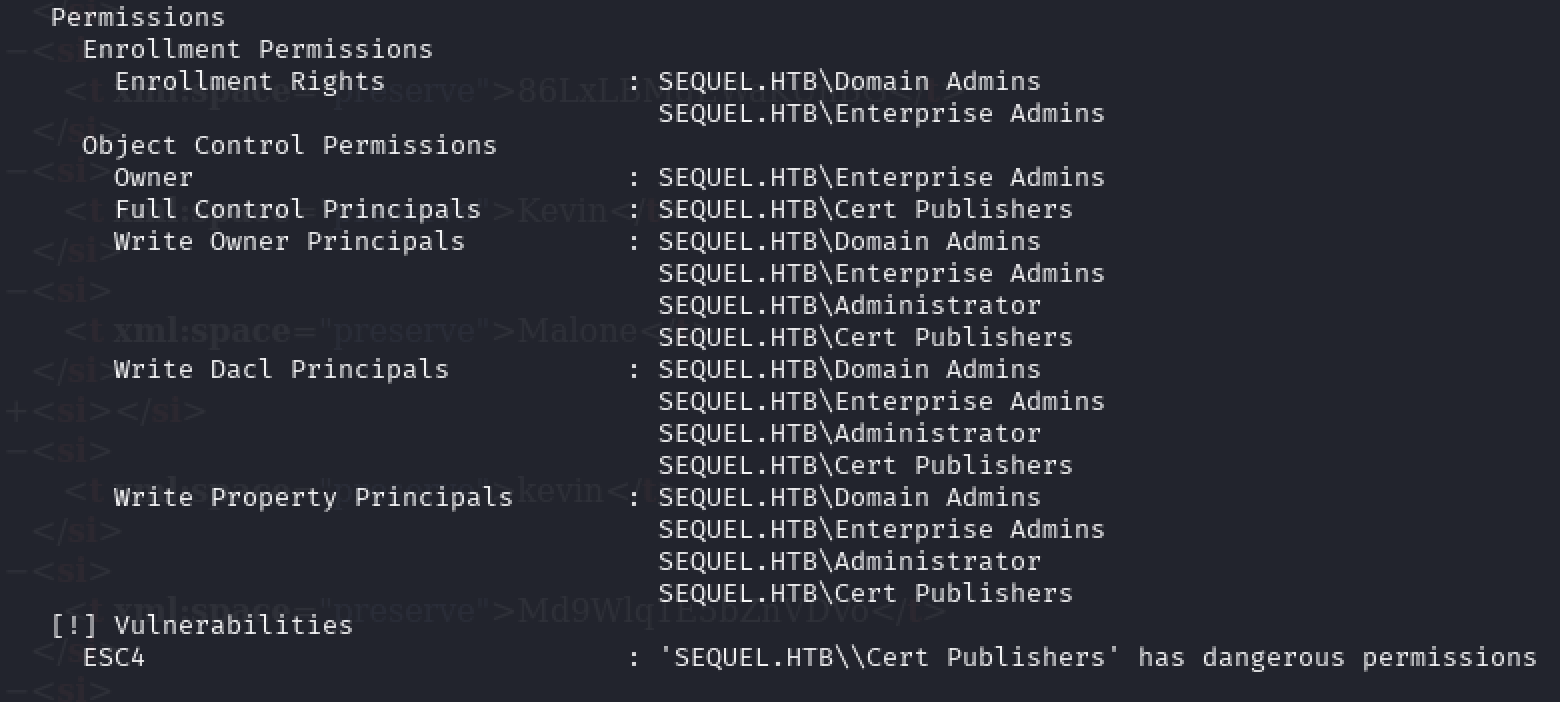 Permissions
Enrollment Permissions
Enrollment Rights : SEQUEL.HTB\Domain Admins
SEQUEL.HTB\Enterprise Admins
Object Control Permissions
Owner : SEQUEL.HTB\Enterprise Admins
Full Control Principals : SEQUEL.HTB\Cert Publishers
Write Owner Principals : SEQUEL.HTB\Domain Admins
SEQUEL.HTB\Enterprise Admins
SEQUEL.HTB\Administrator
SEQUEL.HTB\Cert Publishers
Write Dacl Principals : SEQUEL.HTB\Domain Admins
SEQUEL.HTB\Enterprise Admins
SEQUEL.HTB\Administrator
SEQUEL.HTB\Cert Publishers
Write Property Principals : SEQUEL.HTB\Domain Admins
SEQUEL.HTB\Enterprise Admins
SEQUEL.HTB\Administrator
SEQUEL.HTB\Cert Publishers
[!] Vulnerabilities
ESC4 : 'SEQUEL.HTB\\Cert Publishers' has dangerous permissions